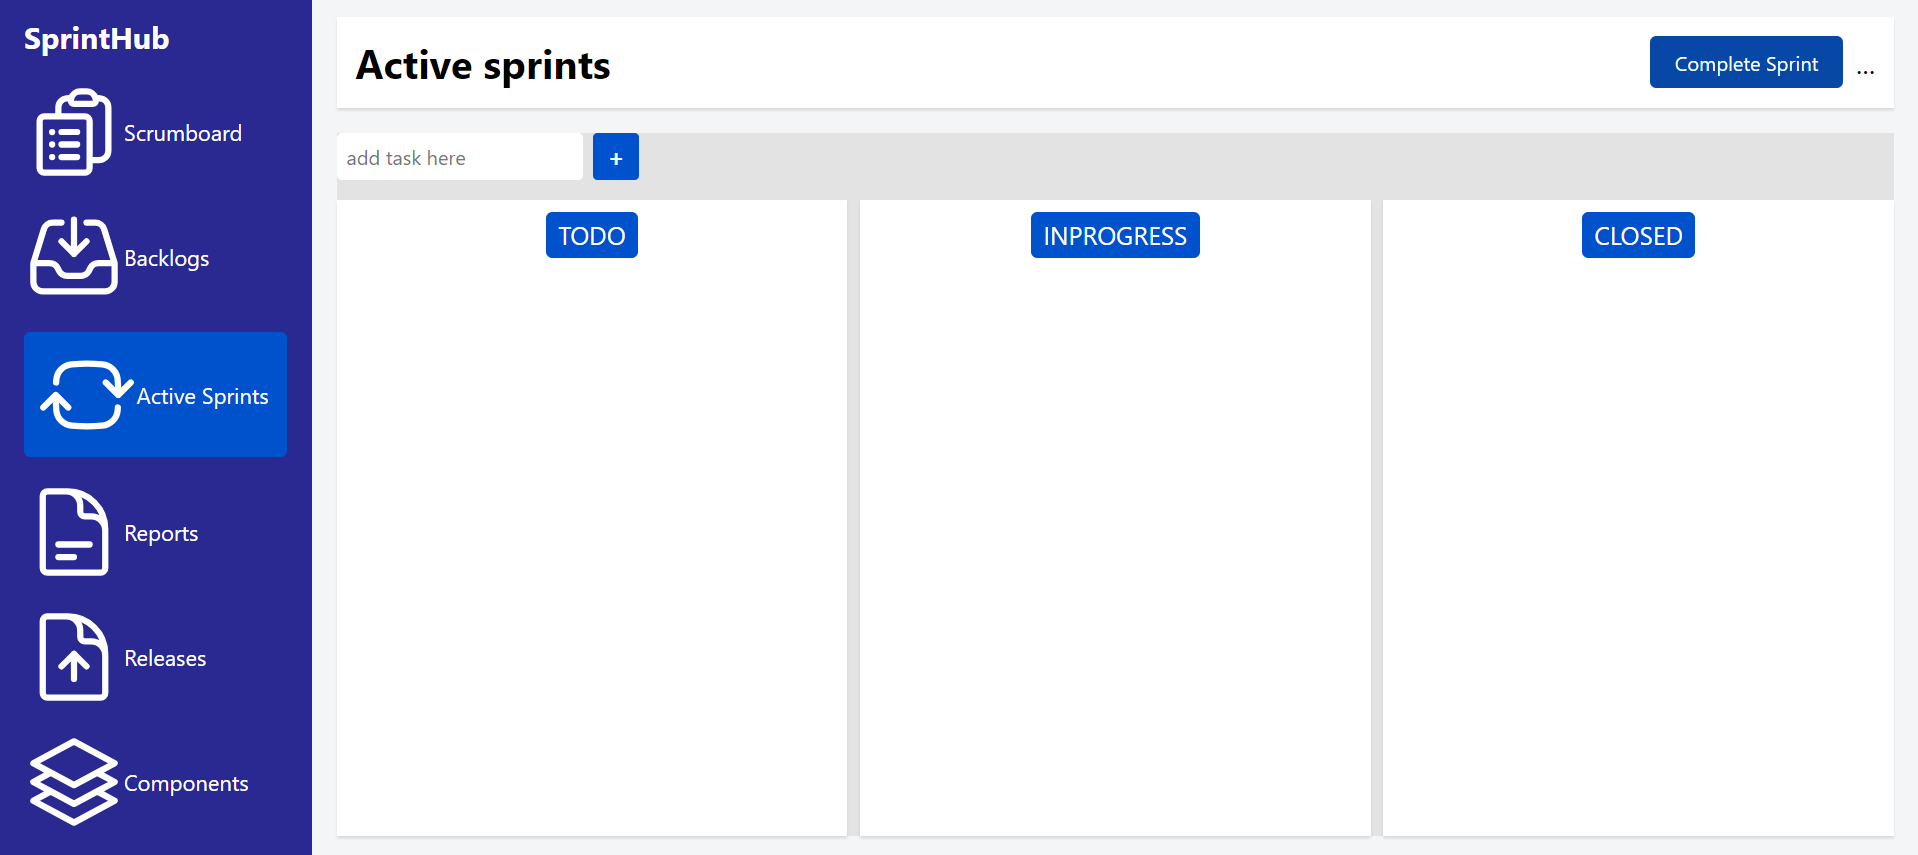 SprintHub
Scrumboard
Backlogs
Active Sprints
Reports
Releases
Components
Active sprints
Complete Sprint
...
add task here
+
TODO
INPROGRESS
CLOSED